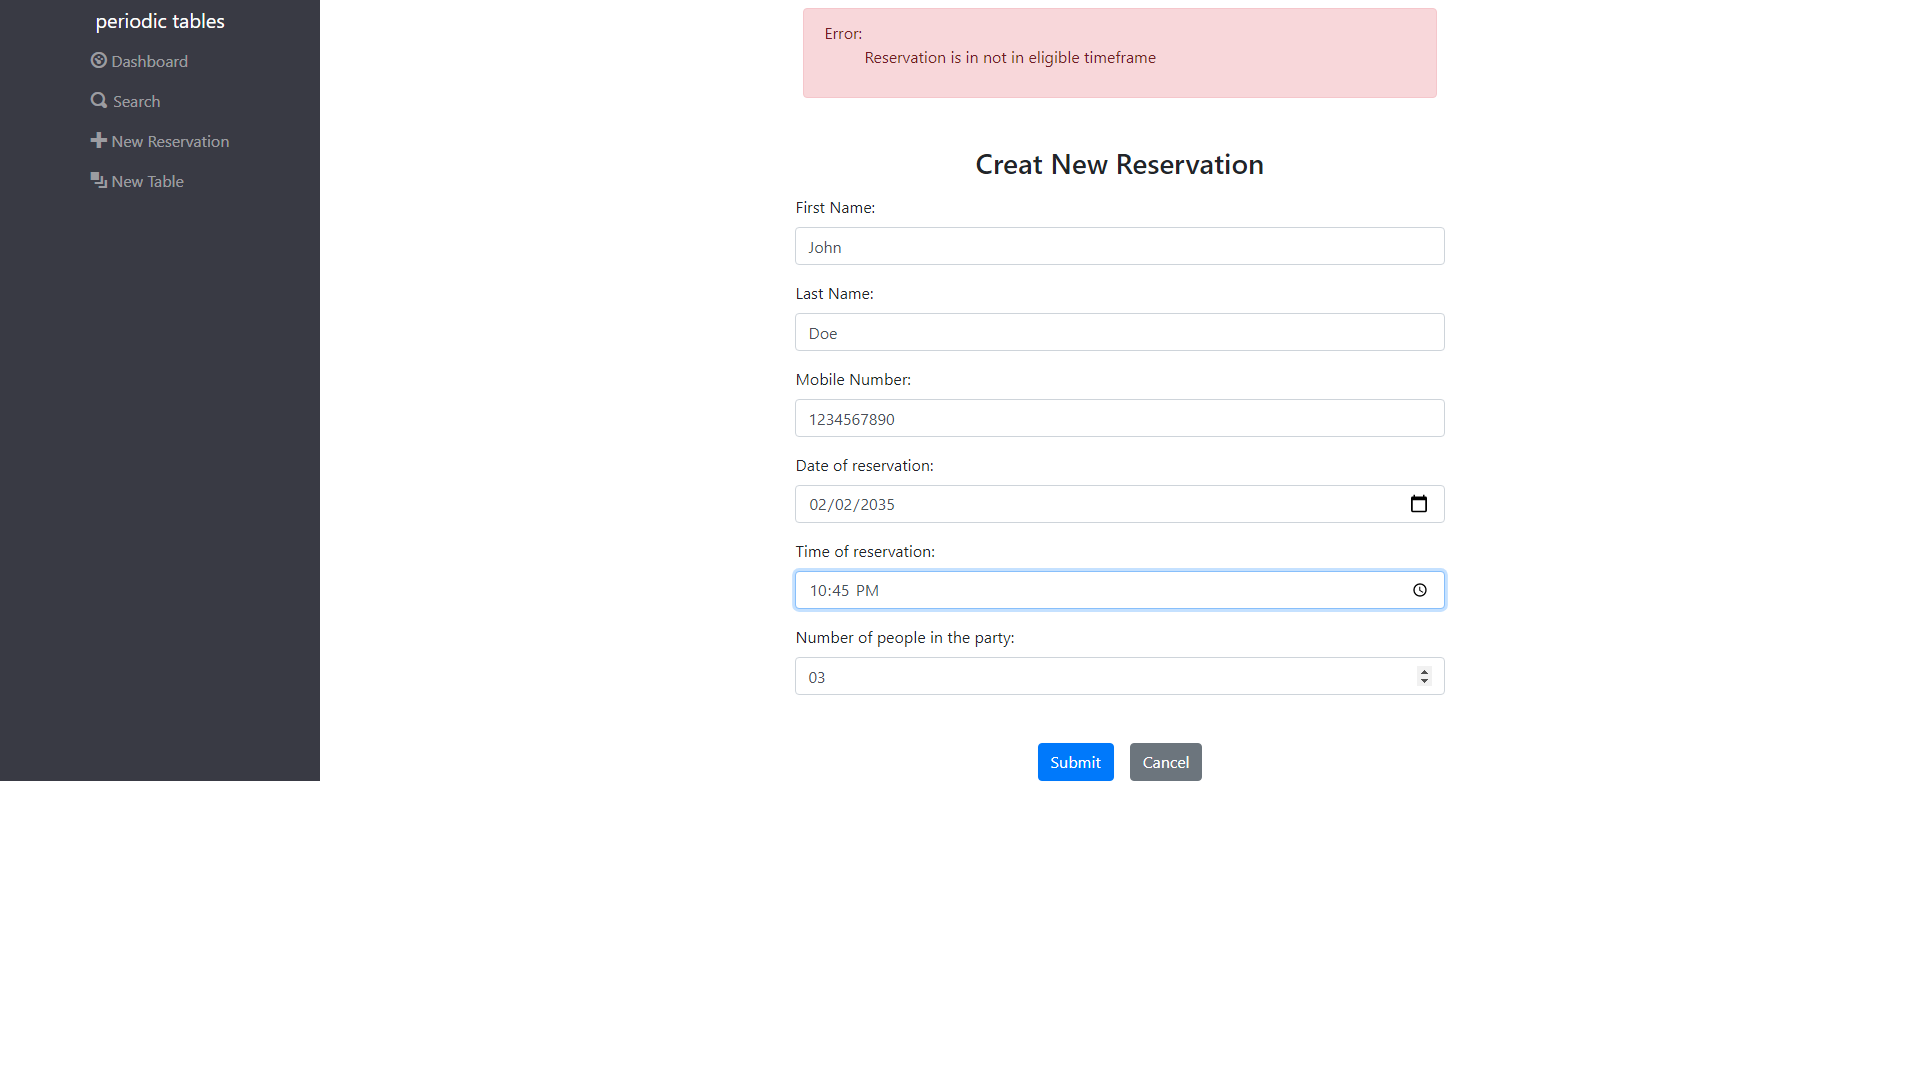 periodic tables
Dashboard
Search
New Reservation
New Table
Error:
Reservation is in not in eligible timeframe
Creat New Reservation
First Name:
John
Last Name:
Doe
Mobile Number:
1234567890
Date of reservation:
02/02/2035
Time of reservation:
10:45 PM
Number of people in the party:
03
Submit Cancel